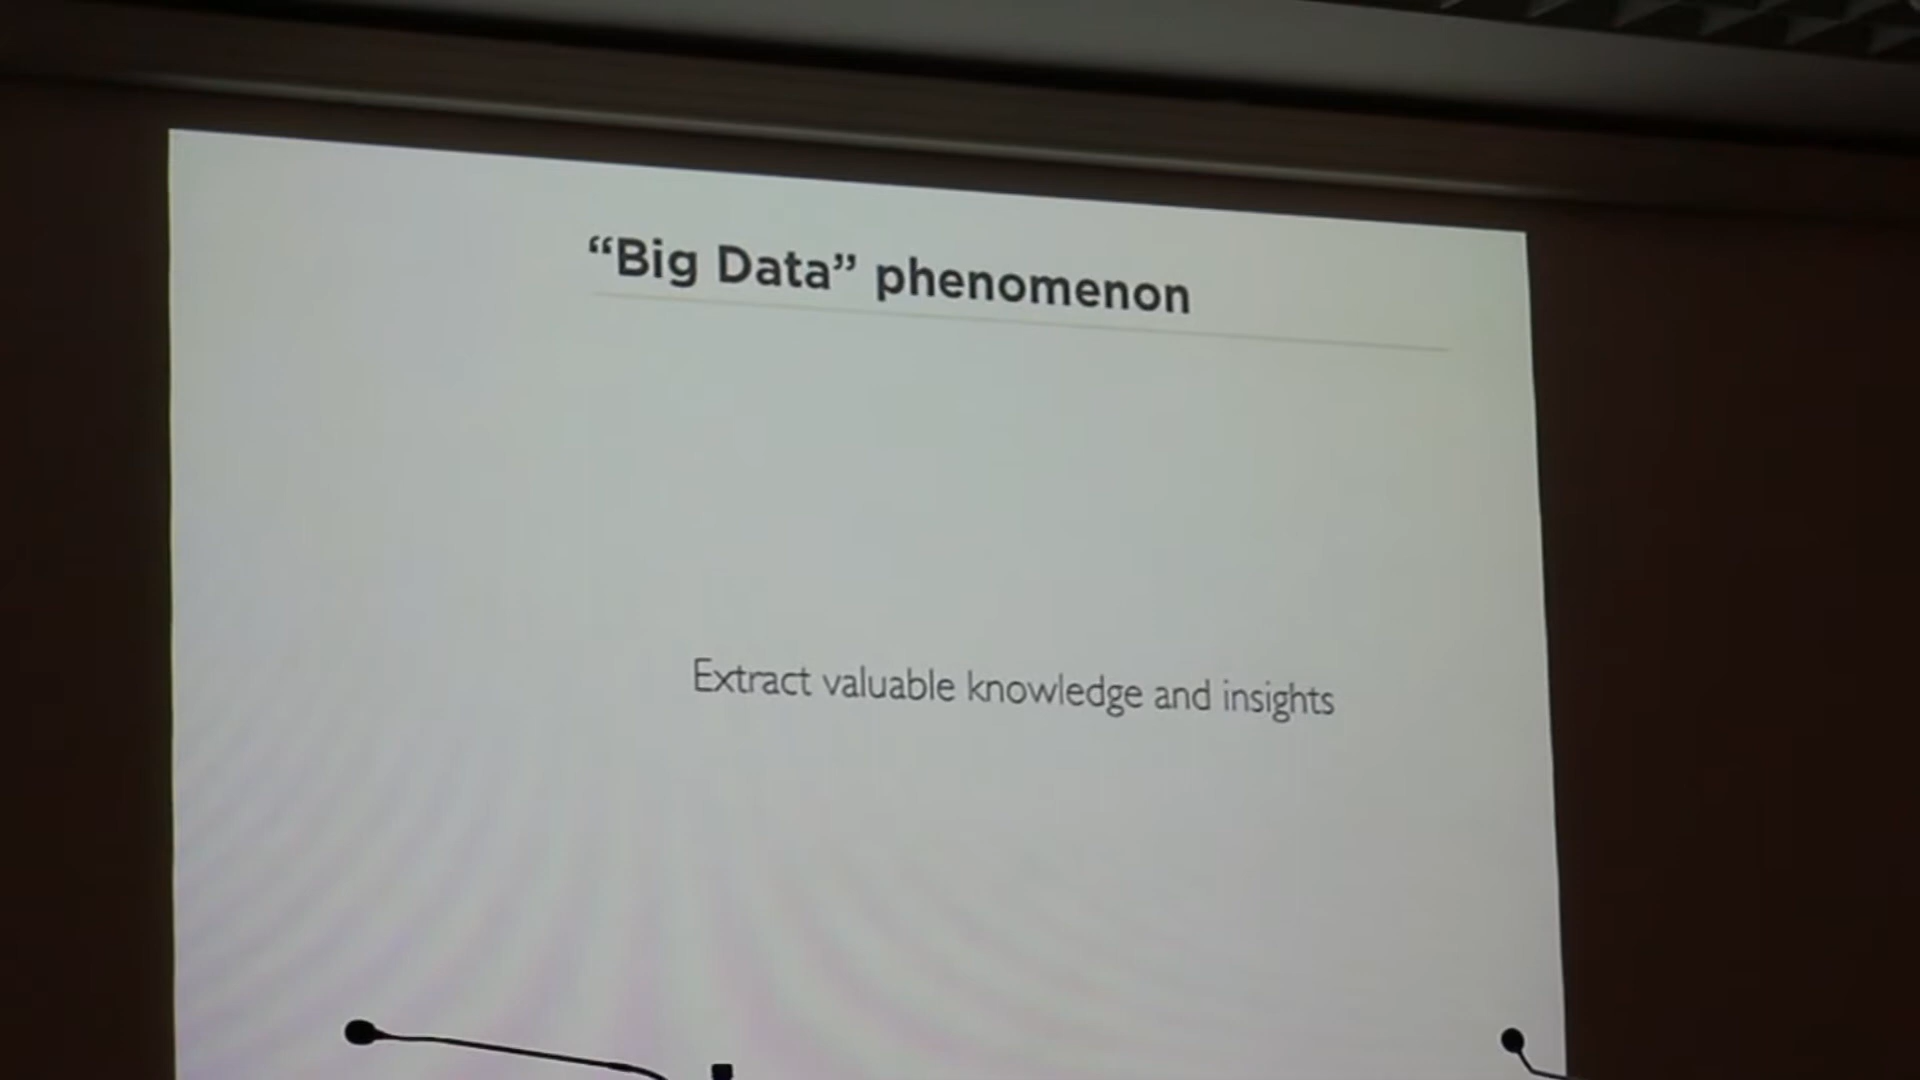 “Big Data” phenomenon
Extract valuable knowledge and insights